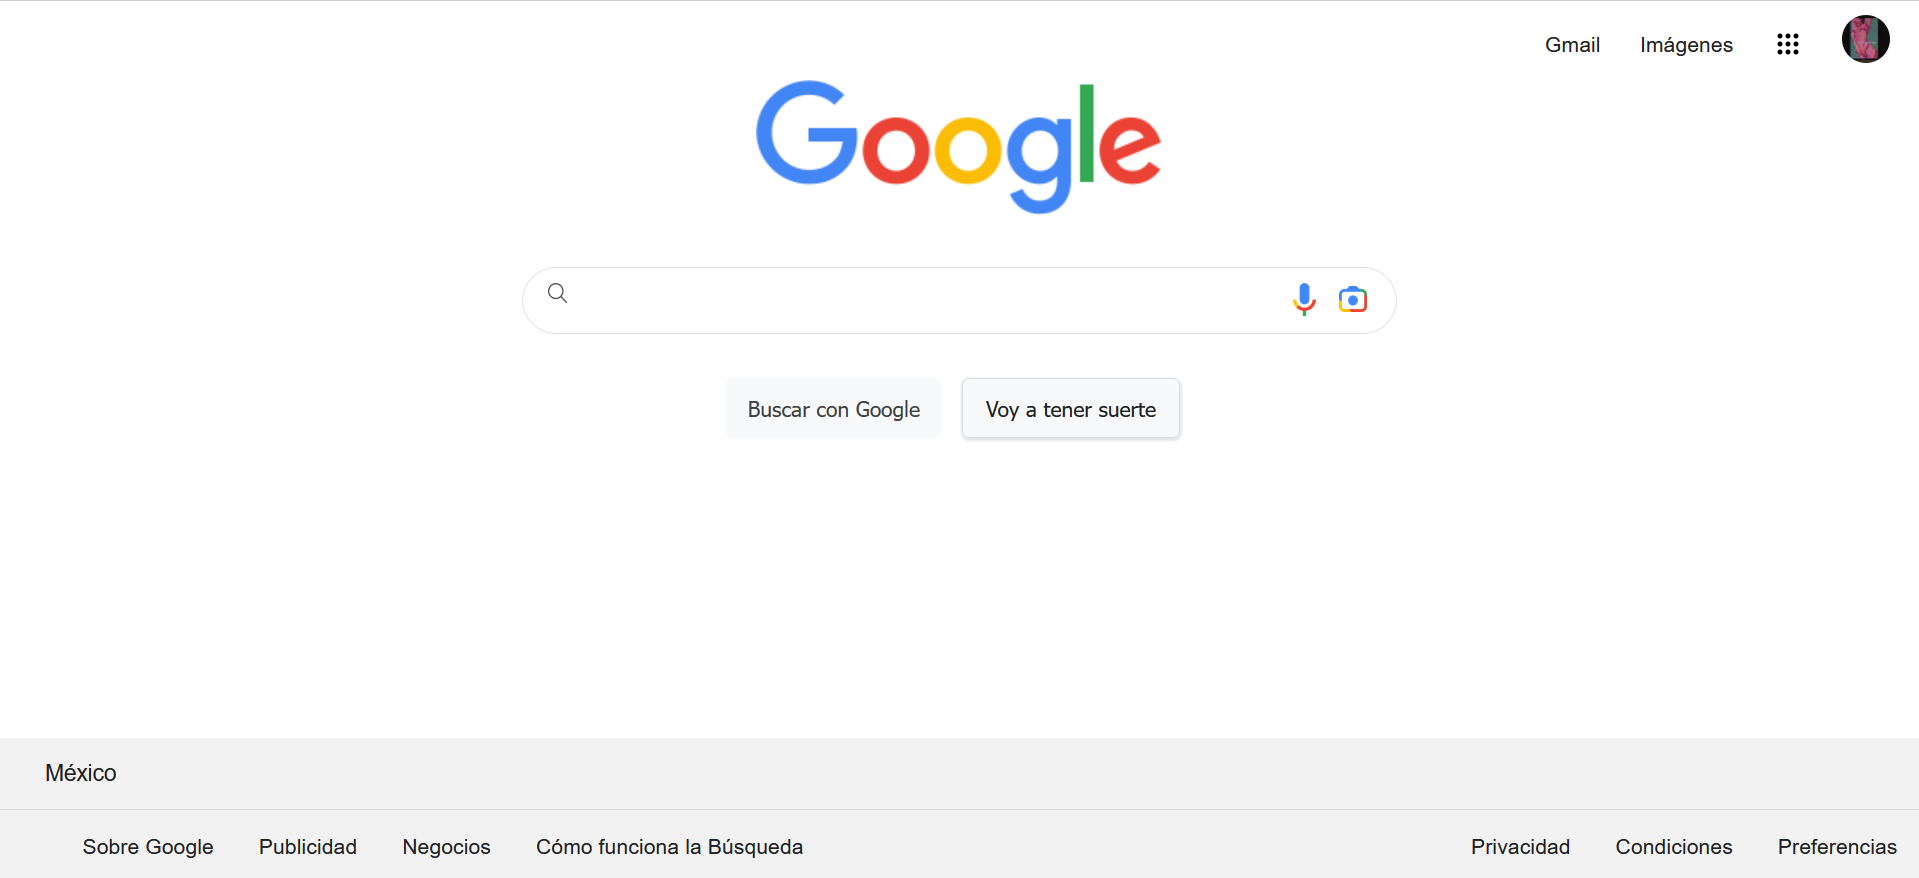 Gmail Imágenes
Google
Buscar con Google Voy a tener suerte
México
Sobre Google Publicidad Negocios Cómo funciona la Búsqueda Privacidad Condiciones Preferencias